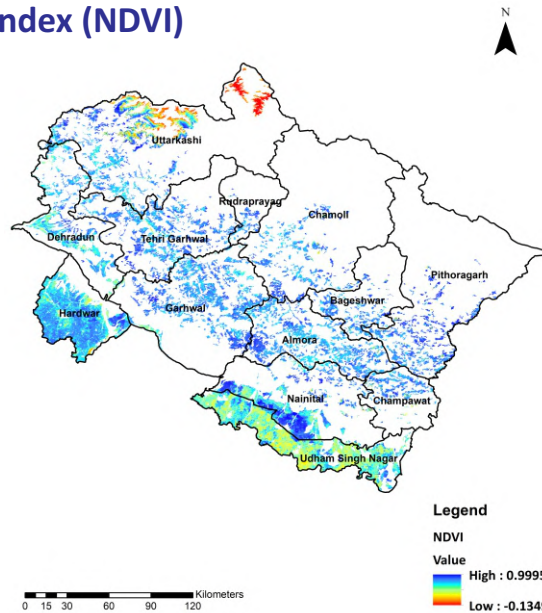 ndex (NDVI)
N
Uttarkashi
Rudraprayag
Chamoli
Dehradun
Tehri Garhwal
Pithoragarh
Hardwar
Garhwal
Bageshwar
Almora
Nainital
Champawat
Udham Singh Nagar
Legend
NDVI
Value
High : 0.9995
Low : -0.134
Kilometers
0 15 30 60 90 120